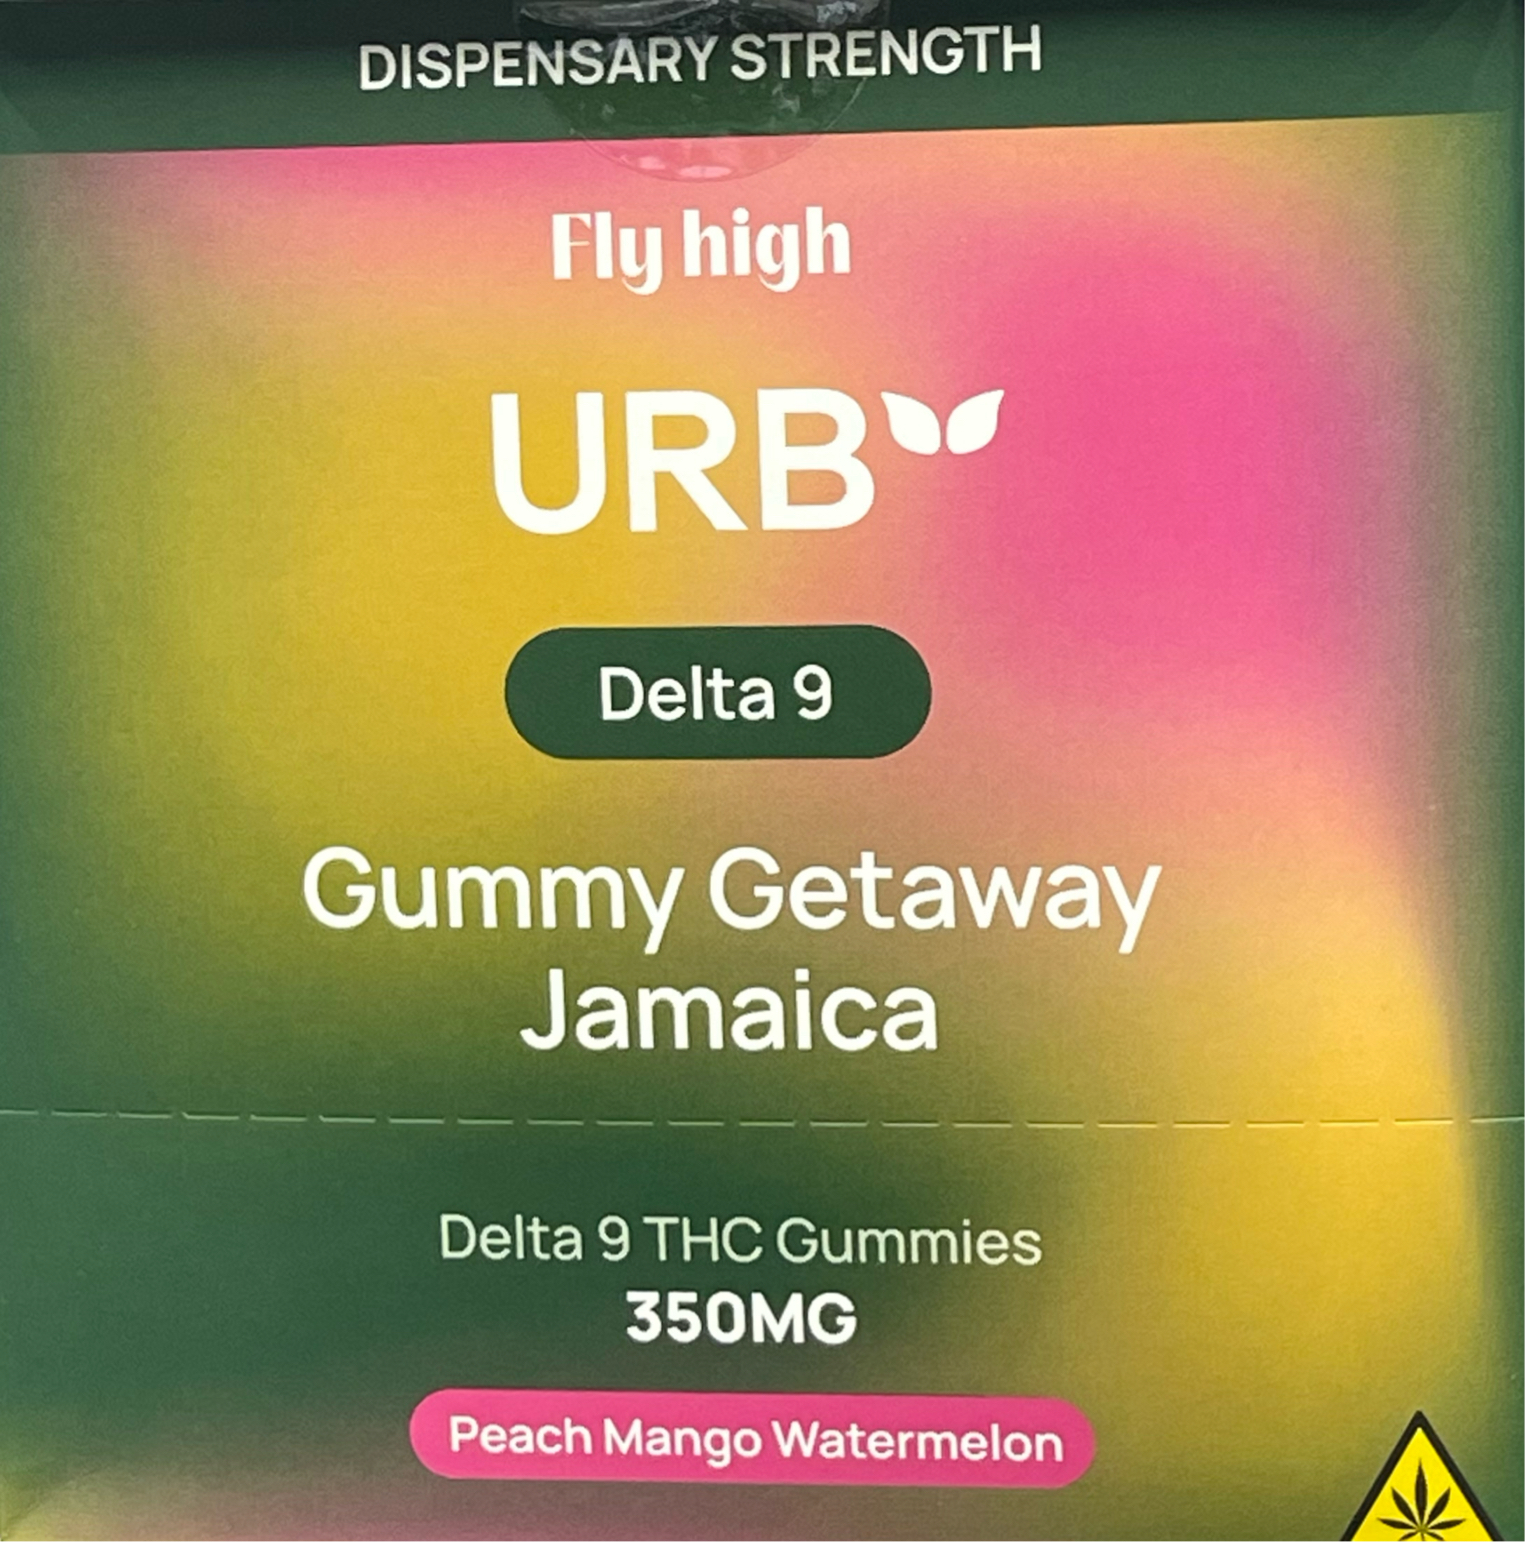 DISPENSARY STRENGTH
Fly high
URB
Delta 9
Gummy Getaway
Jamaica
Delta 9 THC Gummies
350MG
Peach Mango Watermelon